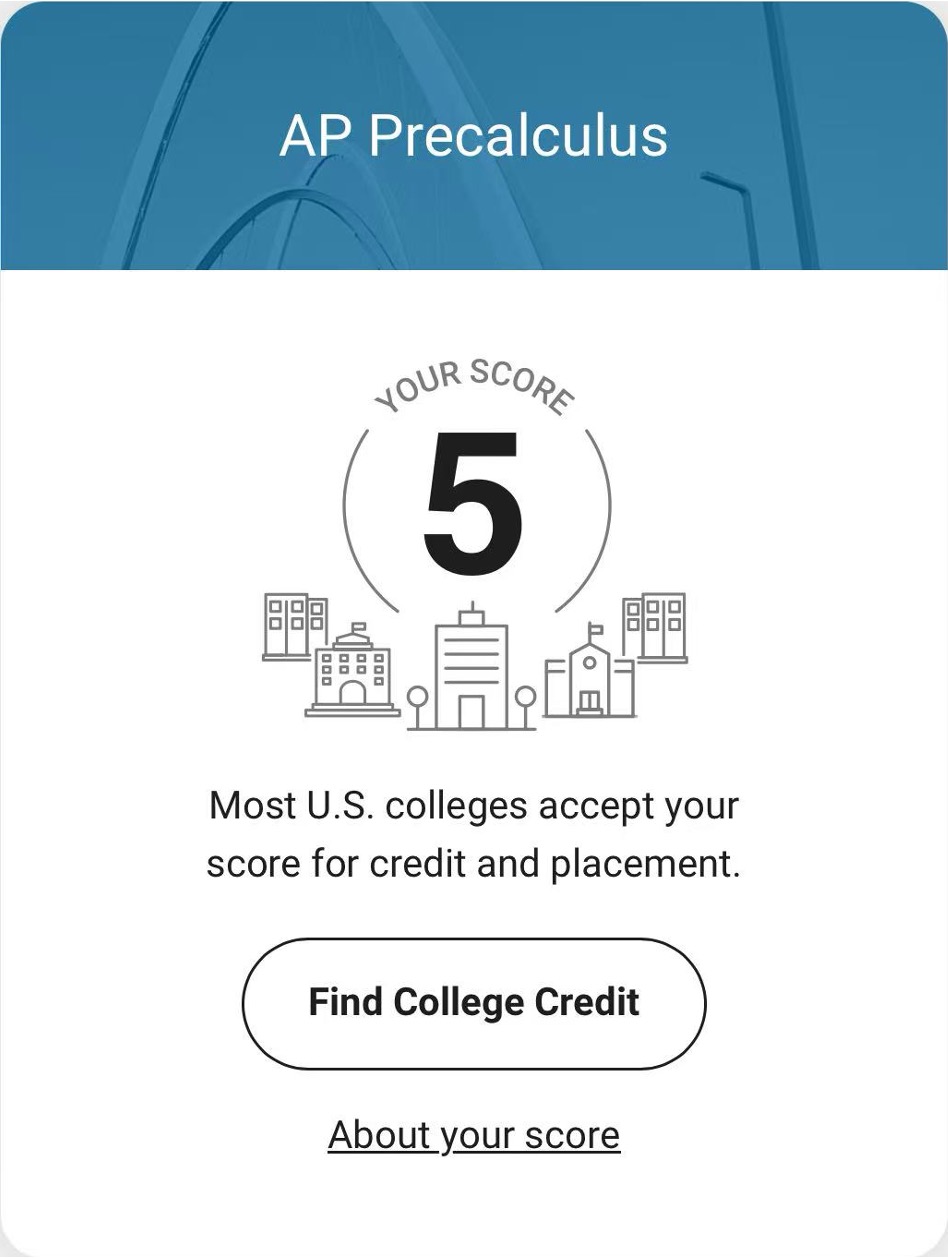 AP Precalculus
YOUR SCORE
5
Most U.S. colleges accept your
score for credit and placement.
Find College Credit
About your score